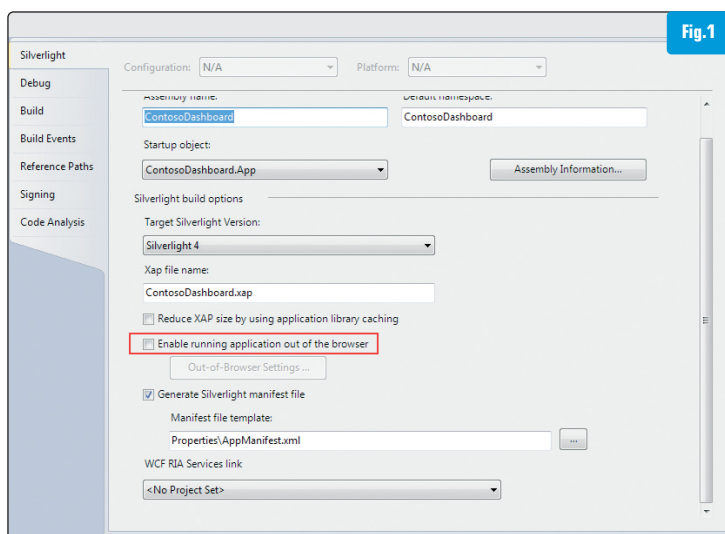 Fig.1
Silverlight
Debug
Build
Build Events
Reference Paths
Signing
Code Analysis
Configuration: N/A Platform: N/A
Assembly name: Default namespace:
ContosoDashboard ContosoDashboard
Startup object:
ContosoDashboard.App Assembly Information...
Silverlight build options
Target Silverlight Version:
Silverlight 4
Xap file name:
ContosoDashboard.xap
Reduce XAP size by using application library caching
Enable running application out of the browser
Out-of-Browser Settings ...
Generate Silverlight manifest file
Manifest file template:
Properties\AppManifest.xml ...
WCF RIA Services link
<No Project Set>